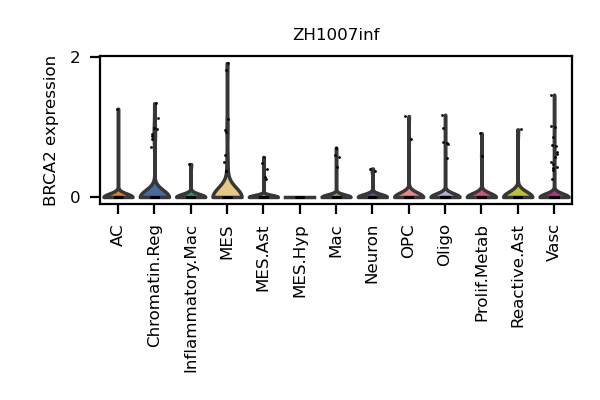 ZH1007inf
BRCA2 expression
2
0
AC
Chromatin.Reg
Inflammatory.Mac
MES
MES.Ast
MES.Hyp
Mac
Neuron
OPC
Oligo
Prolif.Metab
Reactive.Ast
Vasc